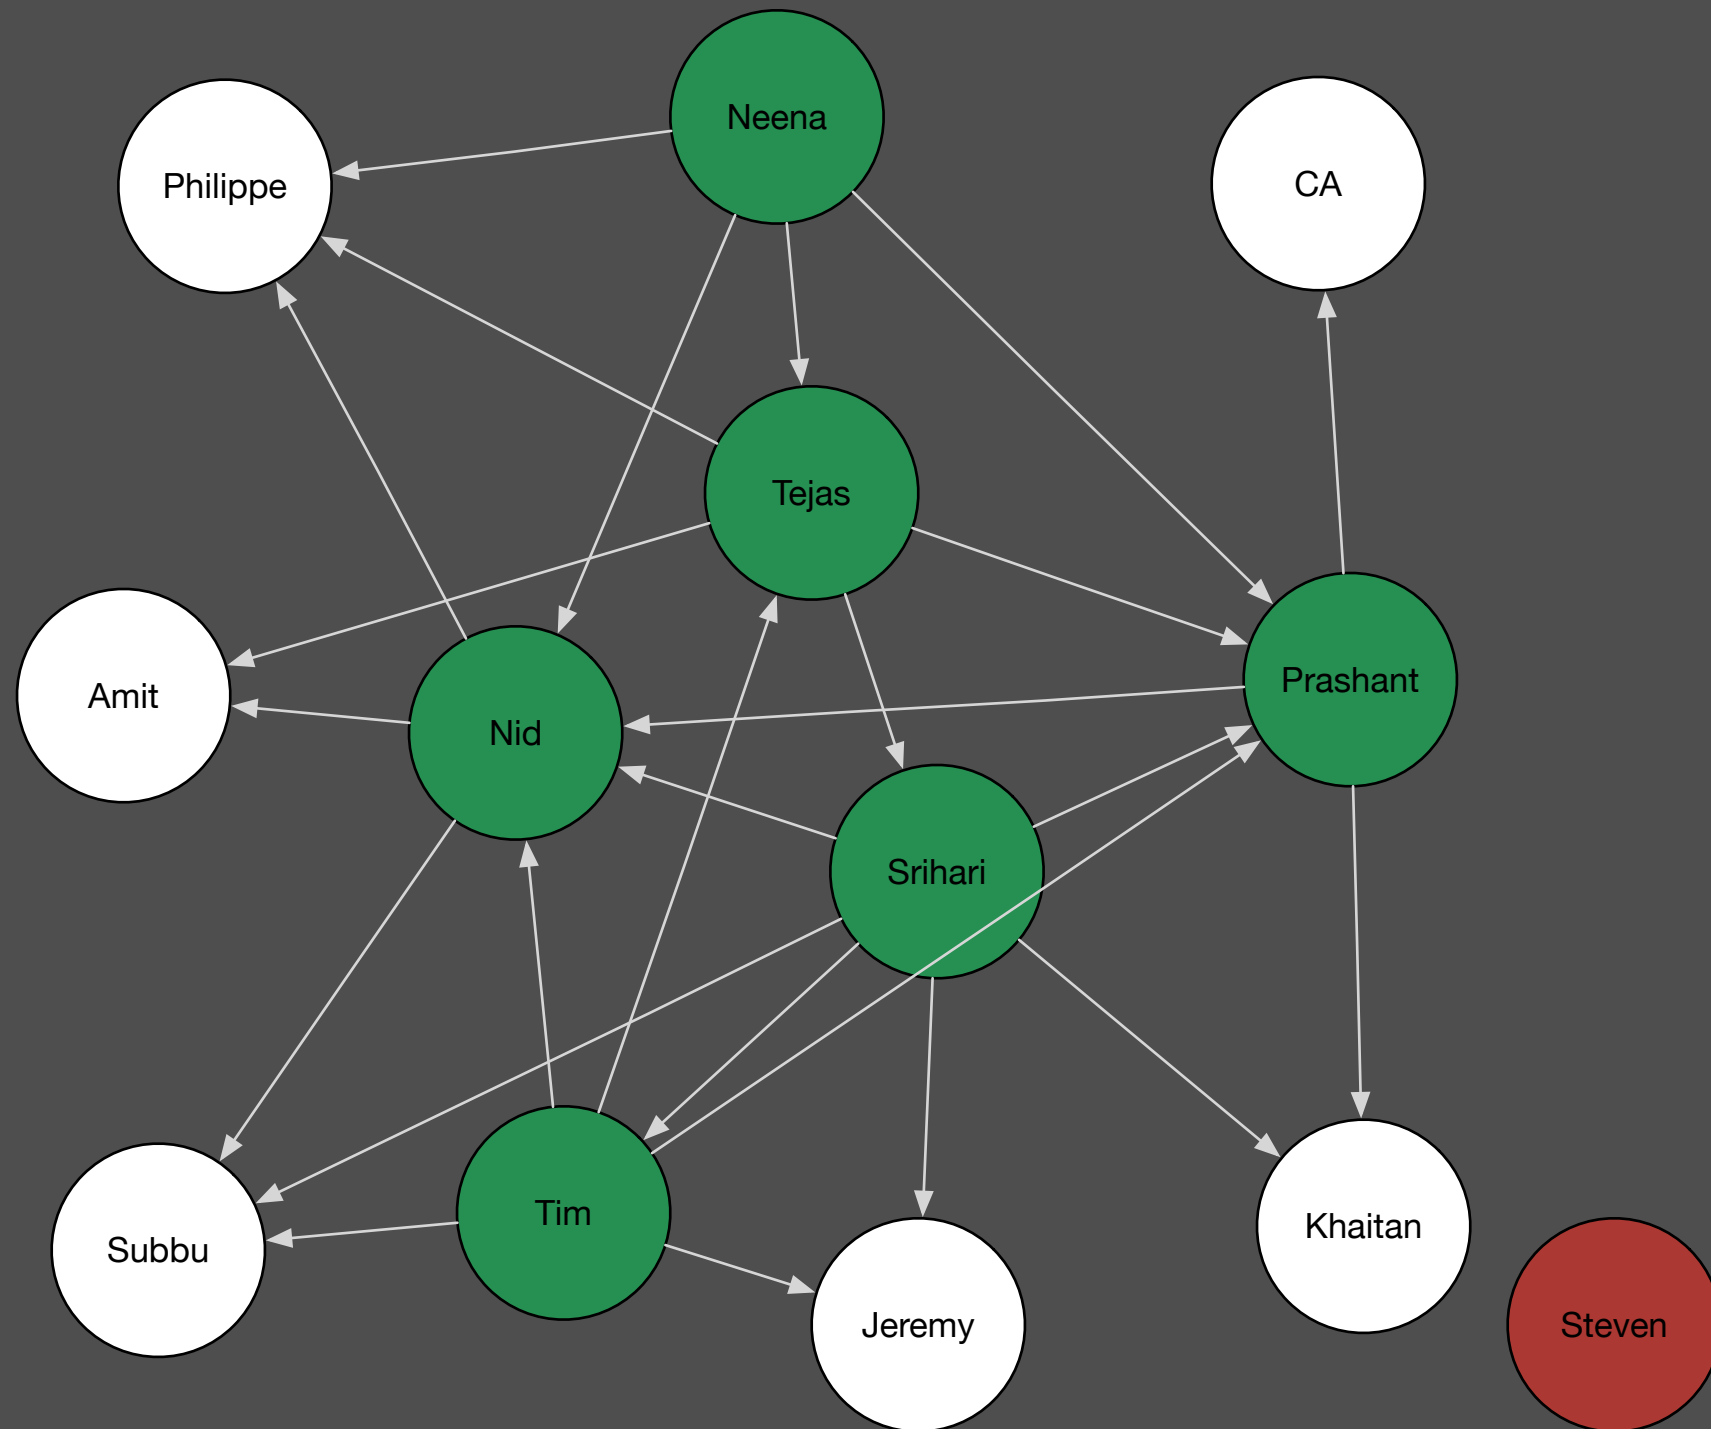 Neena
Philippe
CA
Tejas
Prashant
Amit
Nid
Srihari
Tim
Khaitan
Subbu
Jeremy
Steven